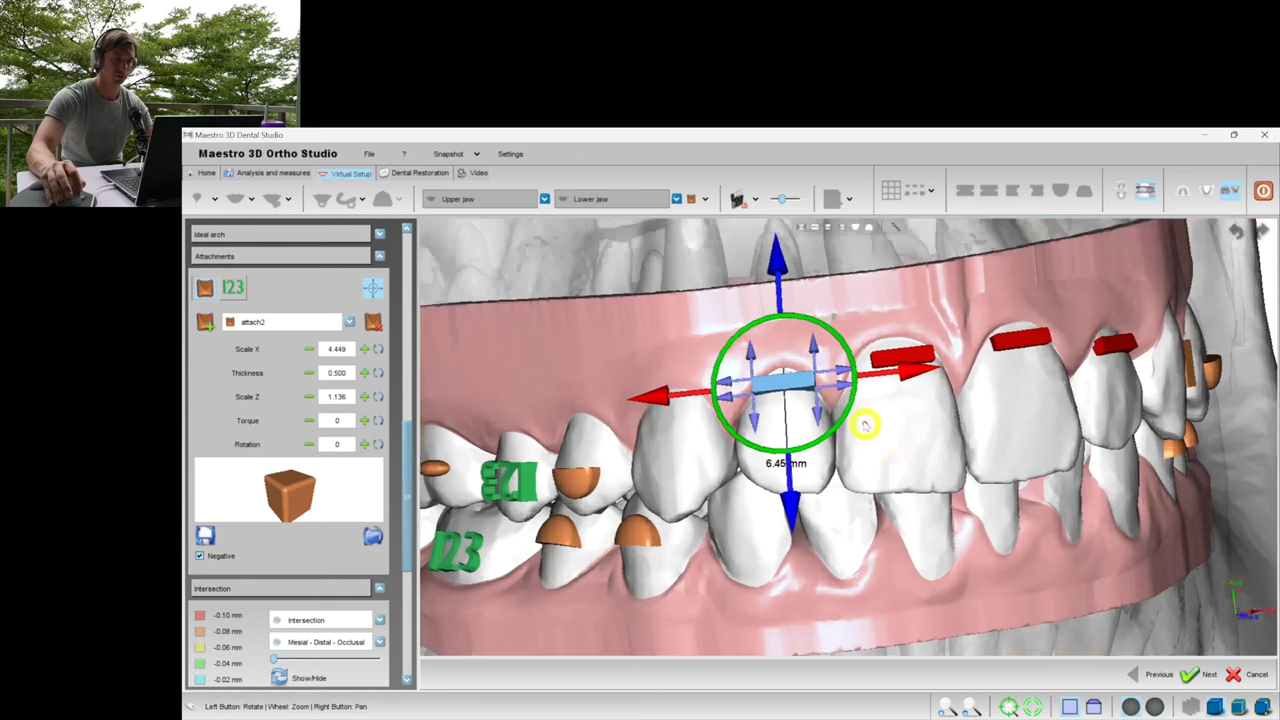 Maestro 3D Dental Studio
Maestro 3D Ortho Studio
File
?
Snapshot
Settings
Home
Analysis and measures
Virtual Setup
Dental Restoration
Video
Upper jaw
Lower jaw
Ideal arch
Attachments
123
attach2
Scale X
4.449
Thickness
0.500
Scale Z
1.136
Torque
0
Rotation
0
Negative
Intersection
-0.10 mm
-0.08 mm
-0.06 mm
-0.04 mm
-0.02 mm
Intersection
Mesial - Distal - Occlusal
Show/Hide
6.45 mm
123
Previous
Next
Cancel
Left Button: Rotate | Wheel: Zoom | Right Button: Pan